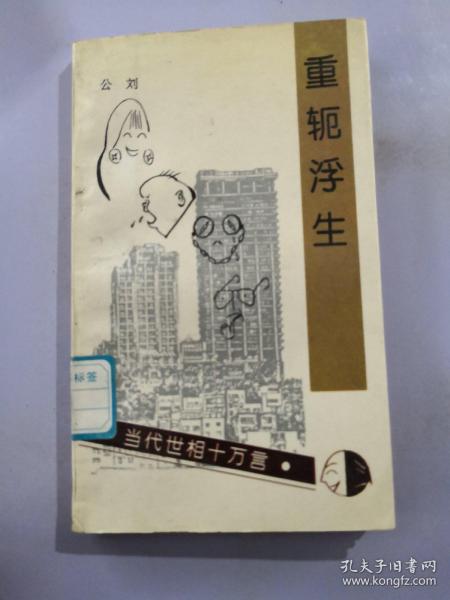 公 刘
重轭浮生
标签
当代世相十万言
孔夫子旧书网
www.kongfz.com